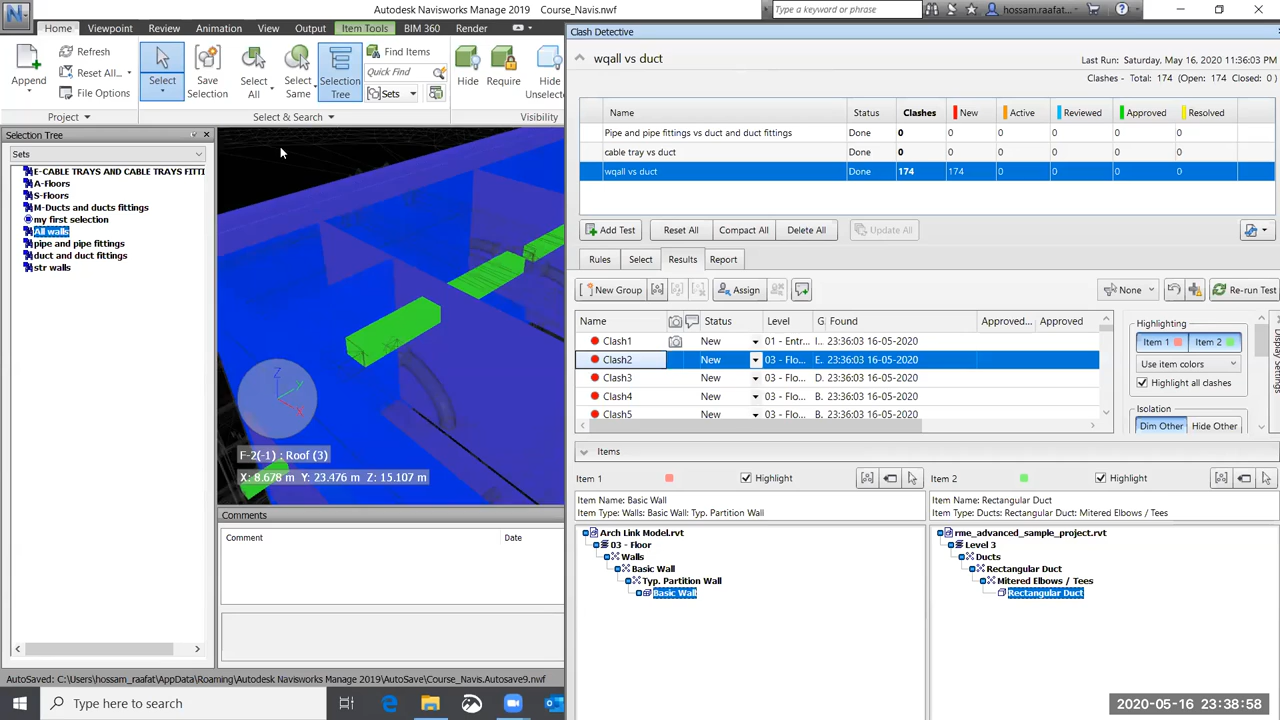 Autodesk Navisworks Manage 2019 Course_Navis.nwf
Type a keyword or phrase
hossam.raafat...
Home Viewpoint Review Animation View Output Item Tools BIM 360 Render
Append
Refresh
Reset All...
File Options
Project
Select
Save Selection
Select All
Select Same
Selection Tree
Find Items
Quick Find
Sets
Select & Search
Hide
Require
Hide Unselecte
Visibility
Selection Tree
Sets
E-CABLE TRAYS AND CABLE TRAYS FITTI
A-Floors
S-Floors
M-Ducts and ducts fittings
my first selection
All walls
pipe and pipe fittings
duct and duct fittings
str walls
Z
Y
X
F-2(-1) : Roof (3)
X: 8.678 m Y: 23.476 m Z: 15.107 m
Comments
Comment Date
Clash Detective
wqall vs duct
Last Run: Saturday, May 16, 2020 11:36:03 PM
Clashes - Total: 174 (Open: 174 Closed: 0)
Name Status Clashes New Active Reviewed Approved Resolved
Pipe and pipe fittings vs duct and duct fittings Done 0 0 0 0 0 0
cable tray vs duct Done 0 0 0 0 0 0
wqall vs duct Done 174 174 0 0 0 0
Add Test Reset All Compact All Delete All Update All
Rules Select Results Report
New Group Assign None Re-run Test
Name Status Level G Found Approved... Approved
Clash1 New 01 - Entr... I... 23:36:03 16-05-2020
Clash2 New 03 - Flo... E. 23:36:03 16-05-2020
Clash3 New 03 - Flo... D. 23:36:03 16-05-2020
Clash4 New 03 - Flo... B. 23:36:03 16-05-2020
Clash5 New 03 - Flo... B. 23:36:03 16-05-2020
Highlighting
Item 1 Item 2
Use item colors
Highlight all clashes
Isolation
Dim Other Hide Other
Display settings
Items
Item 1 Highlight
Item Name: Basic Wall
Item Type: Walls: Basic Wall: Typ. Partition Wall
Arch Link Model.rvt
03 - Floor
Walls
Basic Wall
Typ. Partition Wall
Basic Wall
Item 2 Highlight
Item Name: Rectangular Duct
Item Type: Ducts: Rectangular Duct: Mitered Elbows / Tees
rme_advanced_sample_project.rvt
Level 3
Ducts
Rectangular Duct
Mitered Elbows / Tees
Rectangular Duct
AutoSaved: C:\Users\hossam_raafat\AppData\Roaming\Autodesk Navisworks Manage 2019\AutoSave\Course_Navis.Autosave9.nwf
Type here to search
2020-05-16 23:38:58